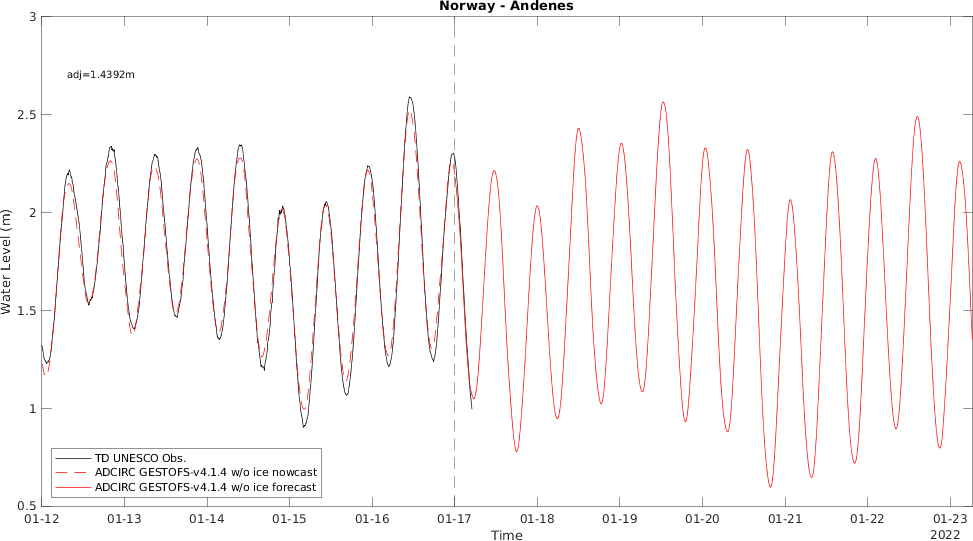 Norway - Andenes
3
adj=1.4392m
2.5
2
Water Level (m)
1.5
1
TD UNESCO Obs.
ADCIRC GESTOFS-v4.1.4 w/o ice nowcast
ADCIRC GESTOFS-v4.1.4 w/o ice forecast
0.5
01-12 01-13 01-14 01-15 01-16 01-17 01-18 01-19 01-20 01-21 01-22 01-23
Time 2022